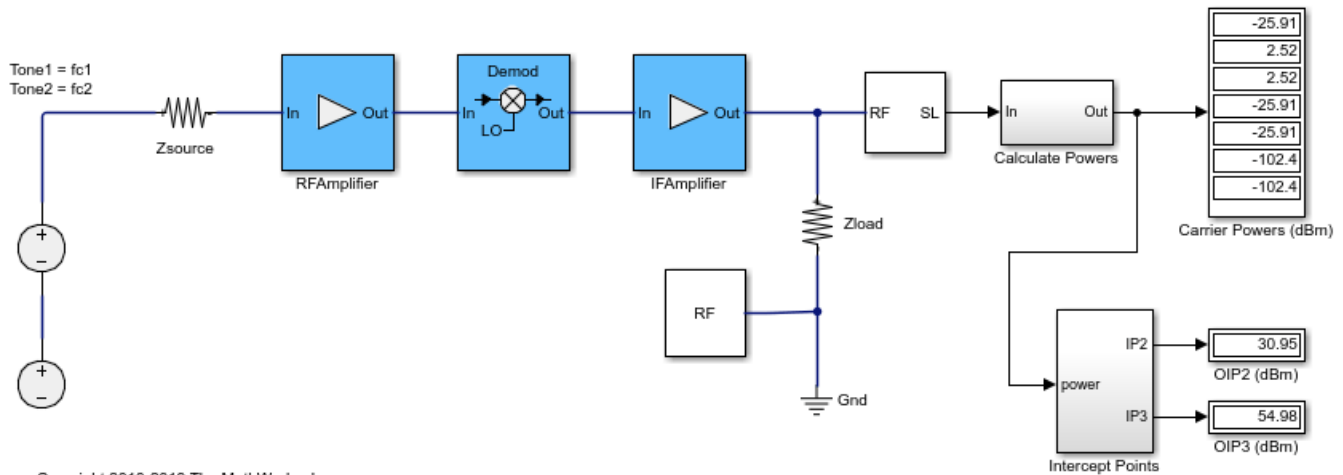 Tone1 = fc1
Tone2 = fc2
Zsource
In
Out
RFAmplifier
Demod
In
Out
LO
In
Out
IFAmplifier
RF
SL
In
Out
Calculate Powers
-25.91
2.52
2.52
-25.91
-25.91
-102.4
-102.4
Carrier Powers (dBm)
Zload
RF
Gnd
power
IP2
IP3
Intercept Points
30.95
OIP2 (dBm)
54.98
OIP3 (dBm)